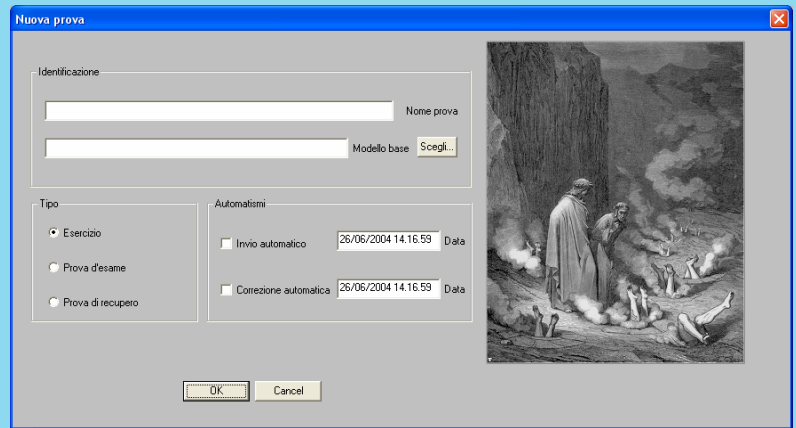 Nuova prova
Identificazione
Nome prova
Modello base Scegli...
Tipo
Esercizio
Prova d'esame
Prova di recupero
Automatismi
Invio automatico 26/06/2004 14.16.59 Data
Correzione automatica 26/06/2004 14.16.59 Data
OK Cancel